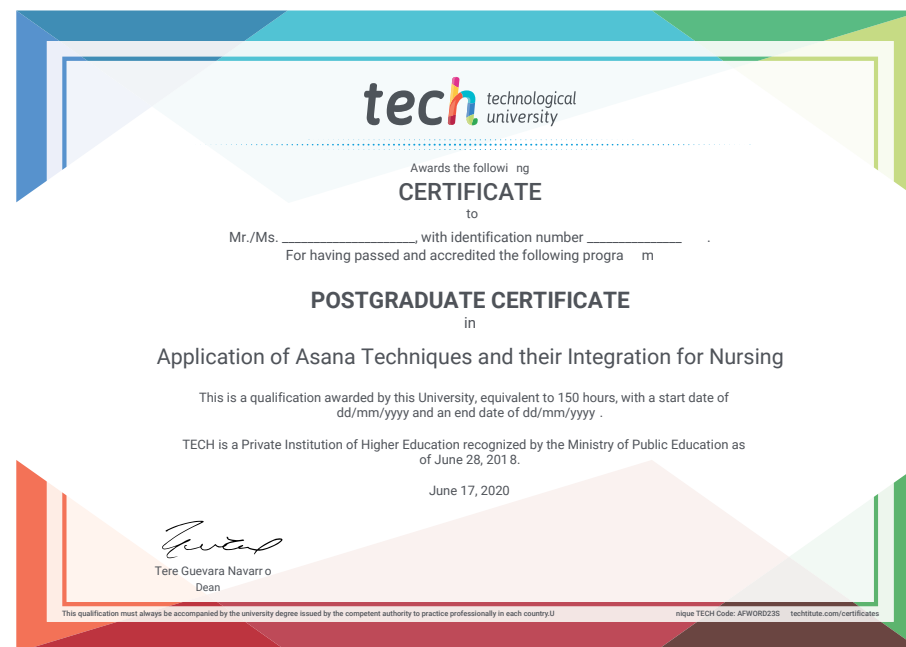 tech technological
university
Awards the followi ng
CERTIFICATE
to
Mr./Ms. ___________________, with identification number ______________ .
For having passed and accredited the following progra m
POSTGRADUATE CERTIFICATE
in
Application of Asana Techniques and their Integration for Nursing
This is a qualification awarded by this University, equivalent to 150 hours, with a start date of
dd/mm/yyyy and an end date of dd/mm/yyyy .
TECH is a Private Institution of Higher Education recognized by the Ministry of Public Education as
of June 28, 201 8.
June 17, 2020
Tere Guevara Navarr o
Dean
This qualification must always be accompanied by the university degree issued by the competent authority to practice professionally in each country.U nique TECH Code: AFWORD23S techtitute.com/certificates